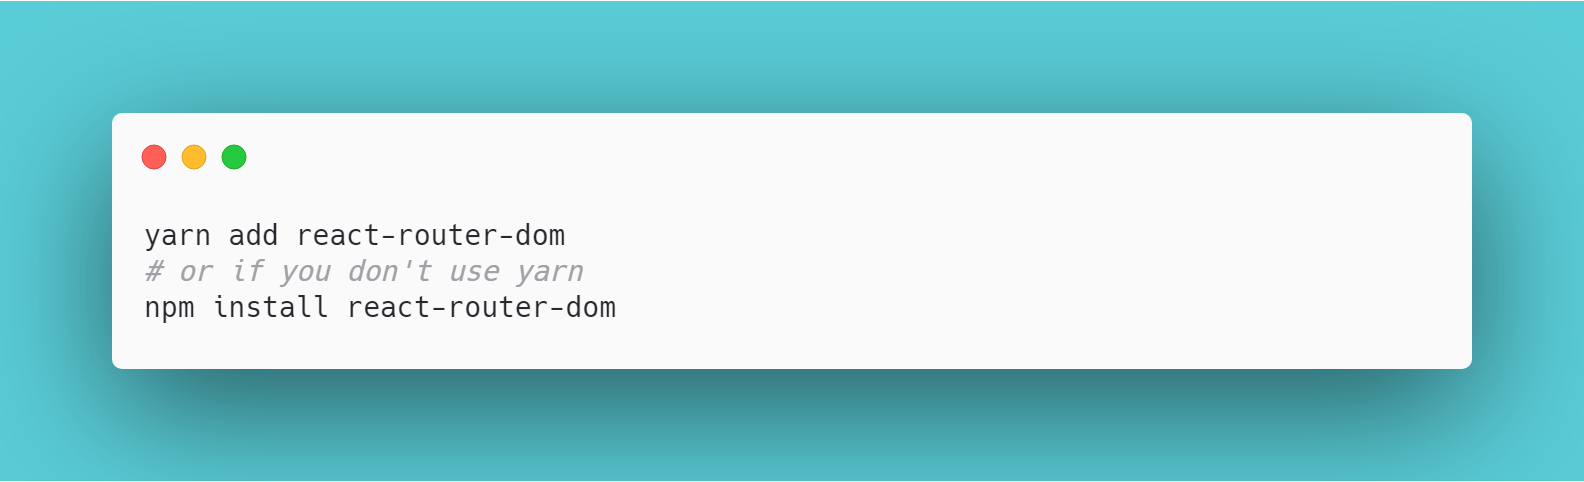 yarn add react-router-dom
# or if you don't use yarn
npm install react-router-dom